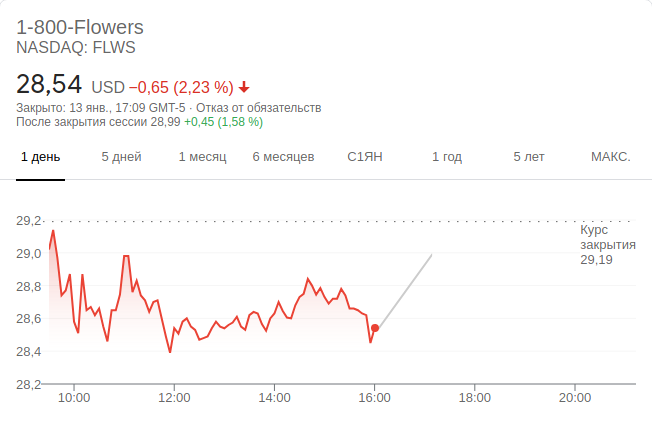 1-800-Flowers
NASDAQ: FLWS
28,54 USD −0,65 (2,23 %) ↓
Закрыто: 13 янв., 17:09 GMT-5 · Отказ от обязательств
После закрытия сессии 28,99 +0,45 (1,58 %)
1 день 5 дней 1 месяц 6 месяцев С1ЯН 1 год 5 лет МАКС.
29,2
Курс
закрытия
29,19
29,0
28,8
28,6
28,4
28,2
10:00 12:00 14:00 16:00 18:00 20:00